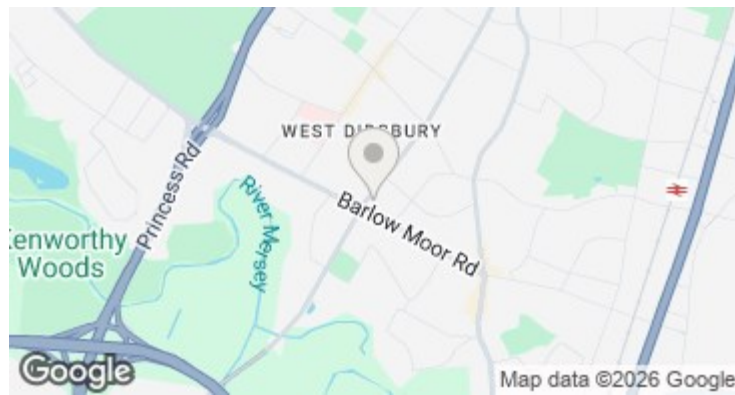 WEST DIDSBURY
Princess Rd
River Mersey
Barlow Moor Rd
Kenworthy
Woods
Google
Map data ©2026 Google